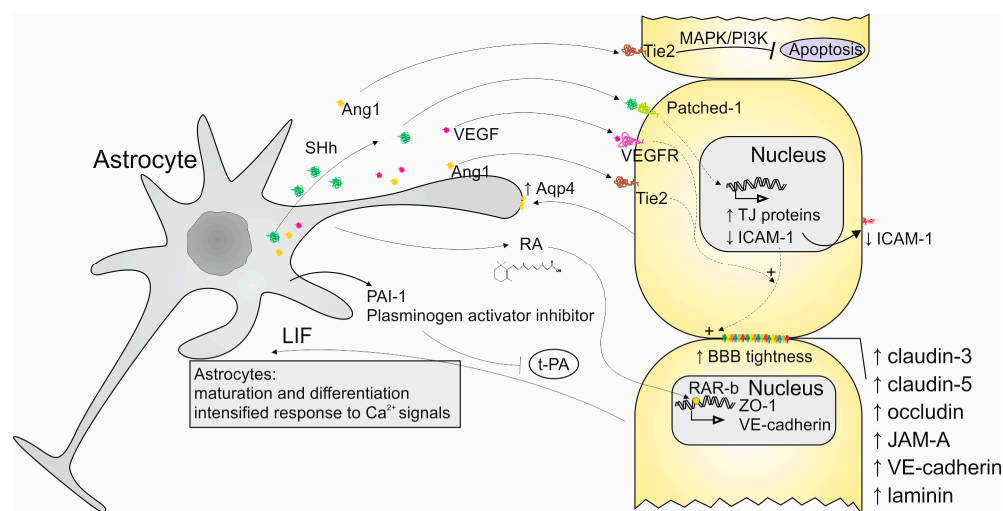 Tie2
MAPK/PI3K
Apoptosis
Ang1
Patched-1
SHh
VEGF
Astrocyte
VEGFR
Nucleus
Ang1
↑ Aqp4
Tie2
↑ TJ proteins
↓ ICAM-1
↓ ICAM-1
RA
OH
+
PAI-1
Plasminogen activator inhibitor
LIF
+
t-PA
↑ BBB tightness
Astrocytes:
maturation and differentiation
intensified response to Ca²⁺ signals
RAR-b
Nucleus
ZO-1
VE-cadherin
↑ claudin-3
↑ claudin-5
↑ occludin
↑ JAM-A
↑ VE-cadherin
↑ laminin